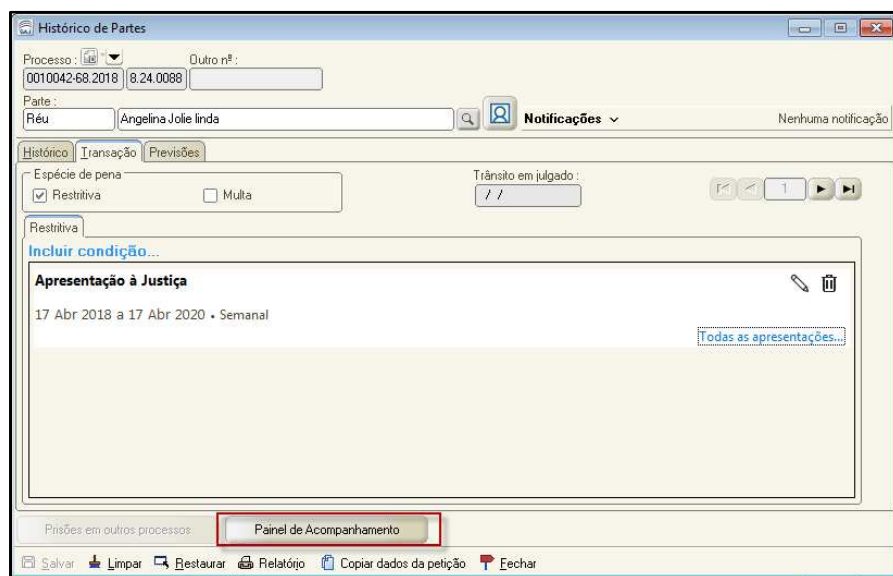 Histórico de Partes
Processo : Outro nº :
0010042-68.2018 8.24.0088
Parte :
Réu Angelina Jolie linda Notificações Nenhuma notificação
Histórico Transação Previsões
Espécie de pena Trânsito em julgado :
Restritiva Multa / / 1
Restritiva
Incluir condição...
Apresentação à Justiça
17 Abr 2018 a 17 Abr 2020 • Semanal
Todas as apresentações...
Prisões em outros processos Painel de Acompanhamento
Salvar Limpar Restaurar Relatório Copiar dados da petição Fechar